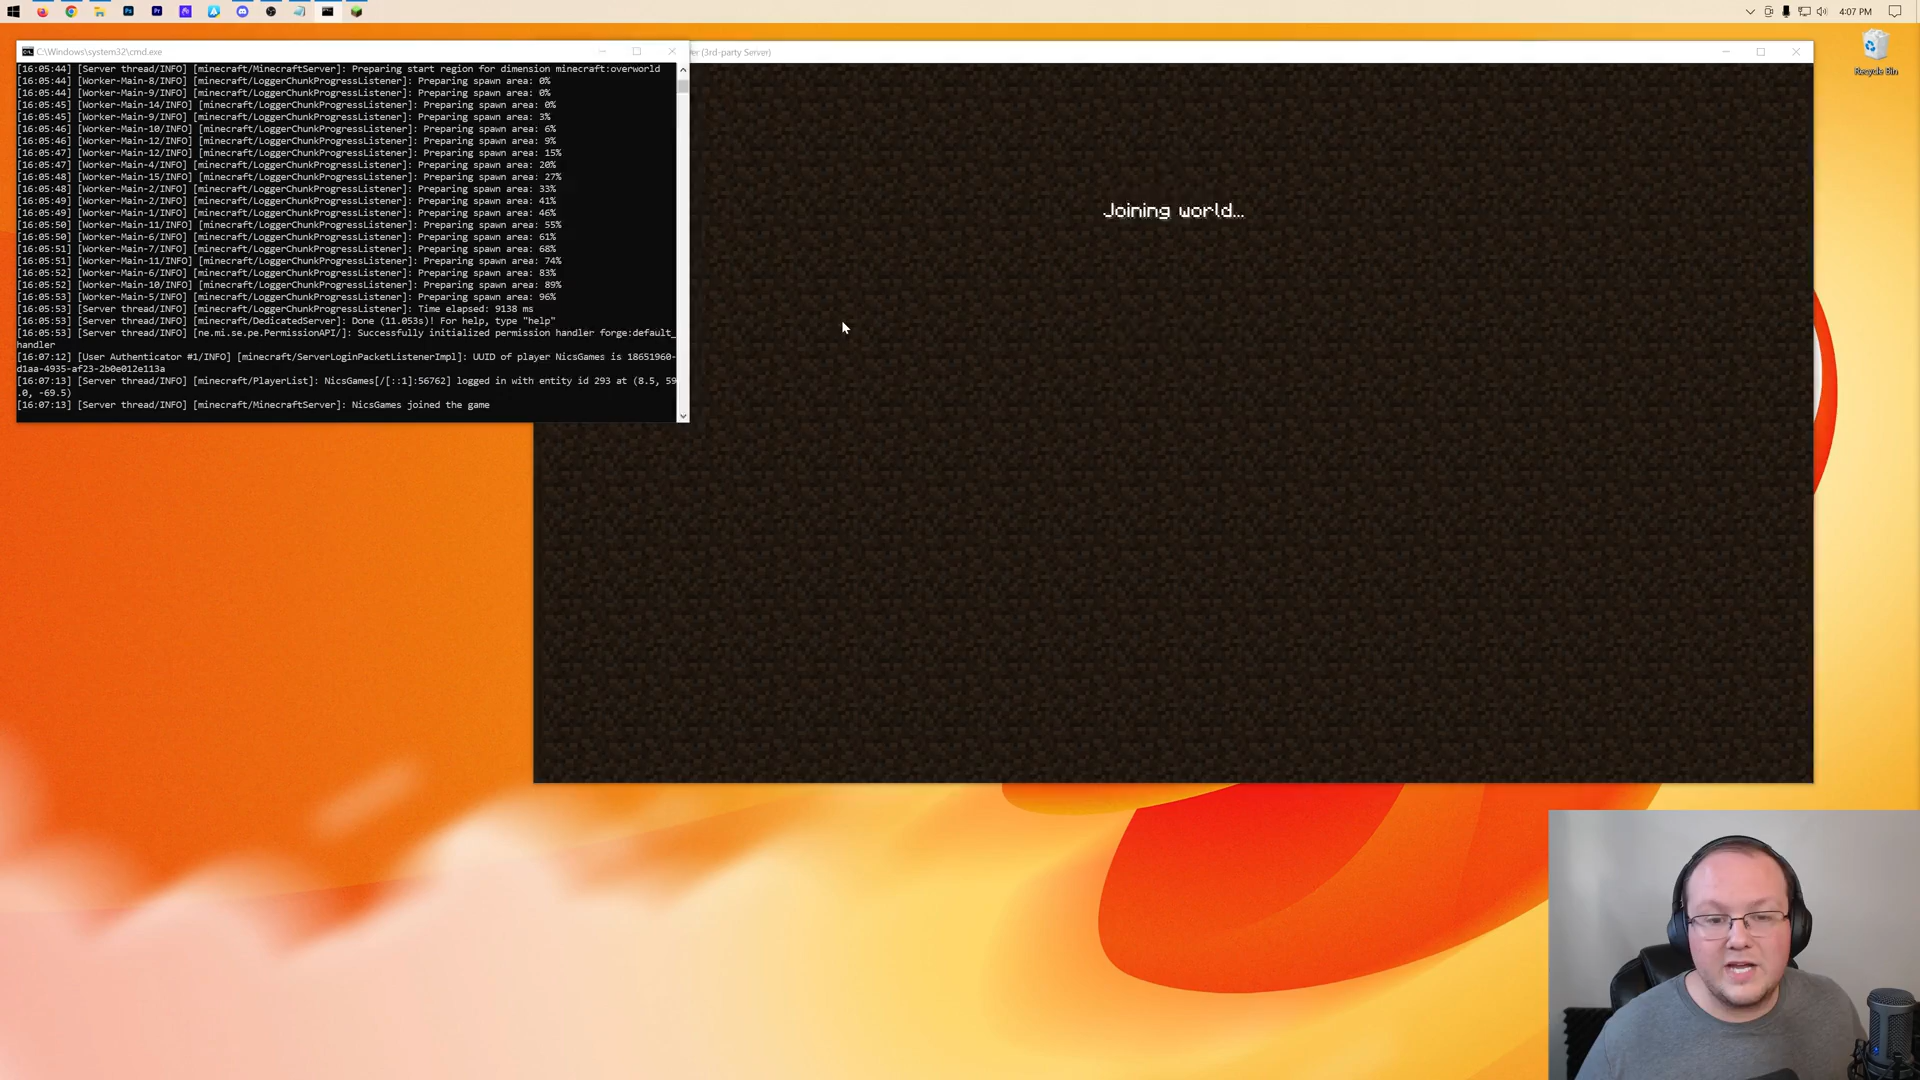 4:07 PM
C:\Windows\system32\cmd.exe
(3rd-party Server)
Recycle Bin
[16:05:44] [Server thread/INFO] [minecraft/MinecraftServer]: Preparing start region for dimension minecraft:overworld
[16:05:44] [Worker-Main-8/INFO] [minecraft/LoggerChunkProgressListener]: Preparing spawn area: 0%
[16:05:44] [Worker-Main-9/INFO] [minecraft/LoggerChunkProgressListener]: Preparing spawn area: 0%
[16:05:45] [Worker-Main-14/INFO] [minecraft/LoggerChunkProgressListener]: Preparing spawn area: 0%
[16:05:45] [Worker-Main-9/INFO] [minecraft/LoggerChunkProgressListener]: Preparing spawn area: 3%
[16:05:46] [Worker-Main-10/INFO] [minecraft/LoggerChunkProgressListener]: Preparing spawn area: 6%
[16:05:46] [Worker-Main-12/INFO] [minecraft/LoggerChunkProgressListener]: Preparing spawn area: 9%
[16:05:47] [Worker-Main-12/INFO] [minecraft/LoggerChunkProgressListener]: Preparing spawn area: 15%
[16:05:47] [Worker-Main-4/INFO] [minecraft/LoggerChunkProgressListener]: Preparing spawn area: 20%
[16:05:48] [Worker-Main-15/INFO] [minecraft/LoggerChunkProgressListener]: Preparing spawn area: 27%
[16:05:48] [Worker-Main-2/INFO] [minecraft/LoggerChunkProgressListener]: Preparing spawn area: 33%
[16:05:49] [Worker-Main-2/INFO] [minecraft/LoggerChunkProgressListener]: Preparing spawn area: 41%
[16:05:49] [Worker-Main-1/INFO] [minecraft/LoggerChunkProgressListener]: Preparing spawn area: 46%
[16:05:50] [Worker-Main-11/INFO] [minecraft/LoggerChunkProgressListener]: Preparing spawn area: 55%
[16:05:50] [Worker-Main-6/INFO] [minecraft/LoggerChunkProgressListener]: Preparing spawn area: 61%
[16:05:51] [Worker-Main-7/INFO] [minecraft/LoggerChunkProgressListener]: Preparing spawn area: 68%
[16:05:51] [Worker-Main-11/INFO] [minecraft/LoggerChunkProgressListener]: Preparing spawn area: 74%
[16:05:52] [Worker-Main-6/INFO] [minecraft/LoggerChunkProgressListener]: Preparing spawn area: 83%
[16:05:52] [Worker-Main-10/INFO] [minecraft/LoggerChunkProgressListener]: Preparing spawn area: 89%
[16:05:53] [Worker-Main-5/INFO] [minecraft/LoggerChunkProgressListener]: Preparing spawn area: 96%
[16:05:53] [Server thread/INFO] [minecraft/LoggerChunkProgressListener]: Time elapsed: 9138 ms
[16:05:53] [Server thread/INFO] [minecraft/DedicatedServer]: Done (11.053s)! For help, type "help"
[16:05:53] [Server thread/INFO] [ne.mi.se.pe.PermissionAPI/]: Successfully initialized permission handler forge:default_
handler
[16:07:12] [User Authenticator #1/INFO] [minecraft/ServerLoginPacketListenerImpl]: UUID of player NicsGames is 18651960-
d1aa-4935-af23-2b0e012e113a
[16:07:13] [Server thread/INFO] [minecraft/PlayerList]: NicsGames[/[::1]:56762] logged in with entity id 293 at (8.5, 59
.0, -69.5)
[16:07:13] [Server thread/INFO] [minecraft/MinecraftServer]: NicsGames joined the game
Joining world...